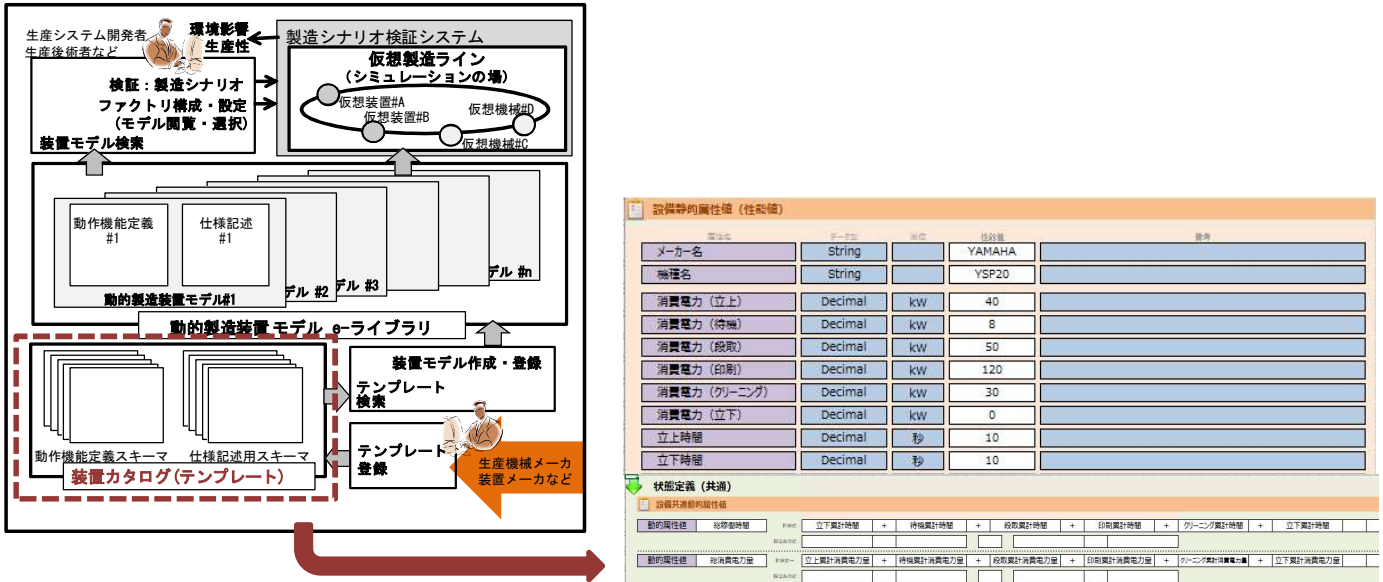 生産システム開発者
生産後術者など
環境影響
生産性
製造シナリオ検証システム
仮想製造ライン
(シミュレーションの場)
仮想装置#A
仮想装置#B
仮想機械#D
仮想機械#C
検証:製造シナリオ
ファクトリ構成・設定
(モデル閲覧・選択)
装置モデル検索
動作機能定義
#1
仕様記述
#1
動的製造装置モデル#1
デル #2
デル #3
デル #n
動的製造装置 モデル e-ライブラリ
装置モデル作成・登録
テンプレート
検索
テンプレート
登録
生産機械メーカ
装置メーカなど
動作機能定義スキーマ
仕様記述用スキーマ
装置カタログ(テンプレート)
設備静的属性値 (性能値)
属性名 データ型 単位 性能値 備考
メーカー名 String YAMAHA
機種名 String YSP20
消費電力 (立上) Decimal kW 40
消費電力 (待機) Decimal kW 8
消費電力 (段取) Decimal kW 50
消費電力 (印刷) Decimal kW 120
消費電力 (クリーニング) Decimal kW 30
消費電力 (立下) Decimal kW 0
立上時間 Decimal 秒 10
立下時間 Decimal 秒 10
状態定義 (共通)
設備共通動的属性値
動的属性値 総稼働時間 立下累計時間 + 待機累計時間 + 段取累計時間 + 印刷累計時間 + クリーニング累計時間 + 立下累計時間
動的属性値 総消費電力量 立上累計消費電力量 + 待機累計消費電力量 + 段取累計消費電力量 + 印刷累計消費電力量 + クリーニング累計消費電力量 + 立下累計消費電力量